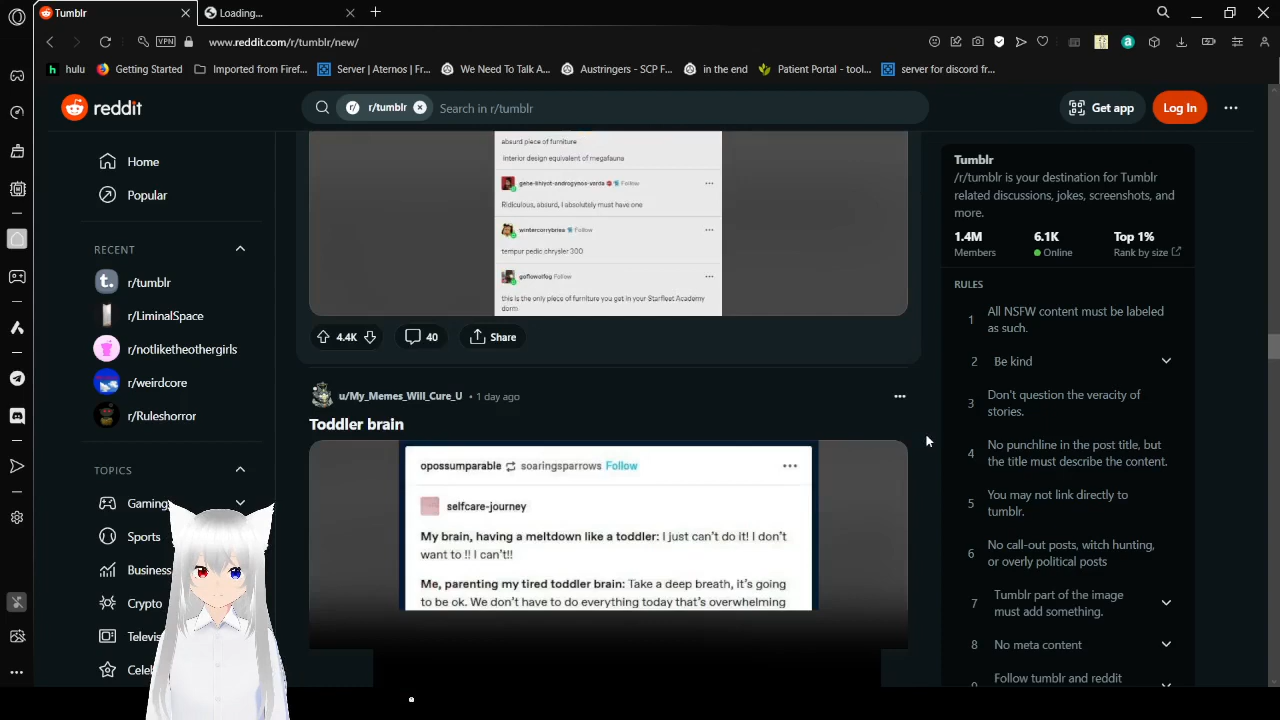 Tumblr
Loading...
VPN
www.reddit.com/r/tumblr/new/
hulu
Getting Started
Imported from Firef...
Server | Aternos | Fr...
We Need To Talk A...
Austringers - SCP F...
in the end
Patient Portal - tool...
server for discord fr...
reddit
r/ r/tumblr
Search in r/tumblr
Get app
Log In
Home
Popular
RECENT
r/tumblr
r/LiminalSpace
r/notliketheothergirls
r/weirdcore
r/Ruleshorror
TOPICS
Gaming
Sports
Business
Crypto
Televis
Celeb
absurd piece of furniture
interior design equivalent of megafauna
Follow
Ridiculous, absurd, I absolutely must have one
wintercorrybriea Follow
tempur pedic chrysler 300
goflowolfog Follow
this is the only piece of furniture you get in your Starfleet Academy
dorm
4.4K
40
Share
u/My_Memes_Will_Cure_U • 1 day ago
Toddler brain
opossumparable soaringsparrows Follow
selfcare-journey
My brain, having a meltdown like a toddler: I just can't do it! I don't
want to !! I can't!!
Me, parenting my tired toddler brain: Take a deep breath, it's going
to be ok. We don't have to do everything today that's overwhelming
Tumblr
/r/tumblr is your destination for Tumblr
related discussions, jokes, screenshots, and
more.
1.4M
Members
6.1K
Online
Top 1%
Rank by size
RULES
1 All NSFW content must be labeled
as such.
2 Be kind
3 Don't question the veracity of
stories.
4 No punchline in the post title, but
the title must describe the content.
5 You may not link directly to
tumblr.
6 No call-out posts, witch hunting,
or overly political posts
7 Tumblr part of the image
must add something.
8 No meta content
Follow tumblr and reddit